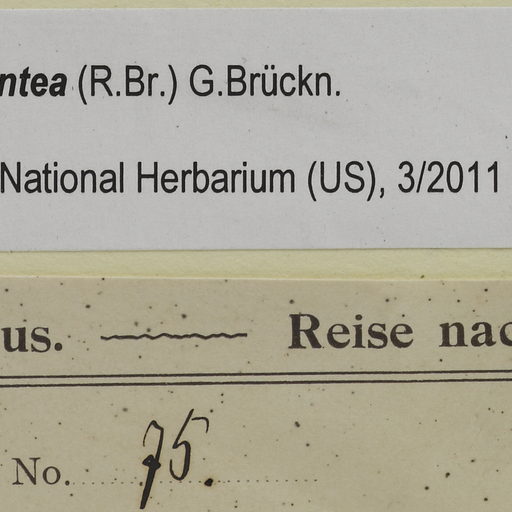 ntea (R.Br.) G.Brückn.
National Herbarium (US), 3/2011
us. Reise nac
No. 75.